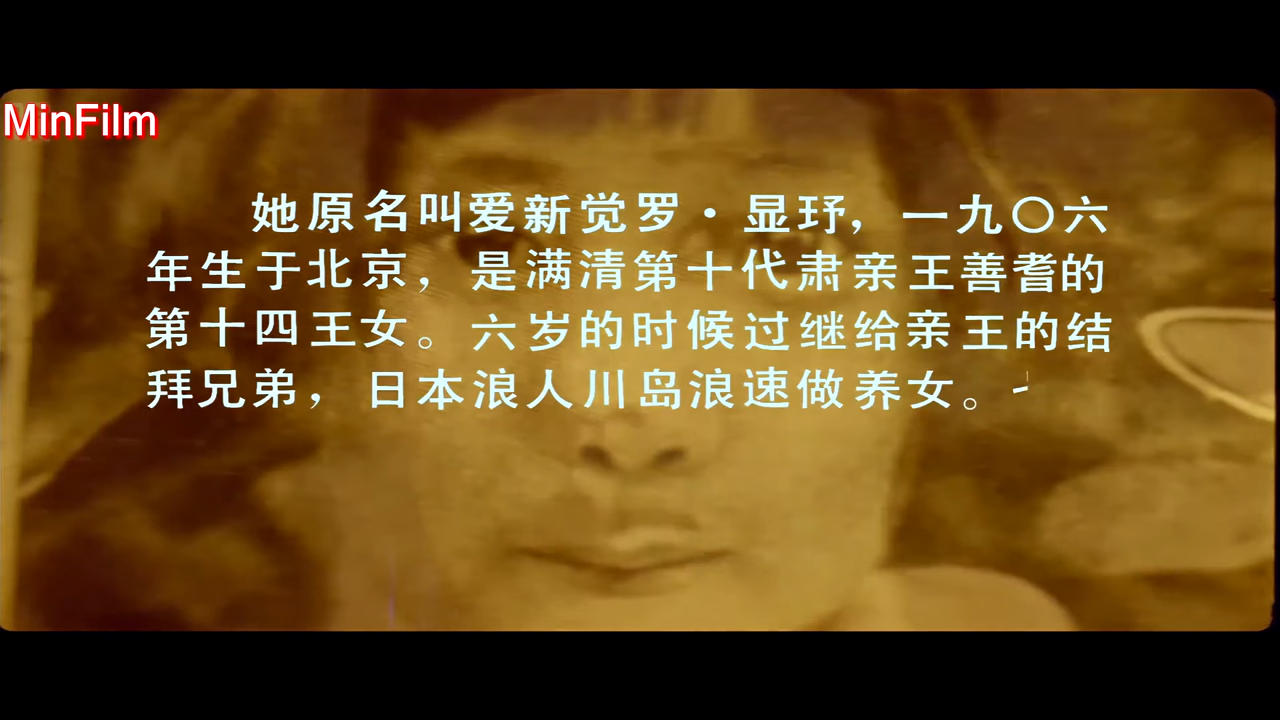 MinFilm
她原名叫爱新觉罗·显玗，一九〇六
年生于北京，是满清第十代肃亲王善耆的
第十四王女。六岁的时候过继给亲王的结
拜兄弟，日本浪人川岛浪速做养女。